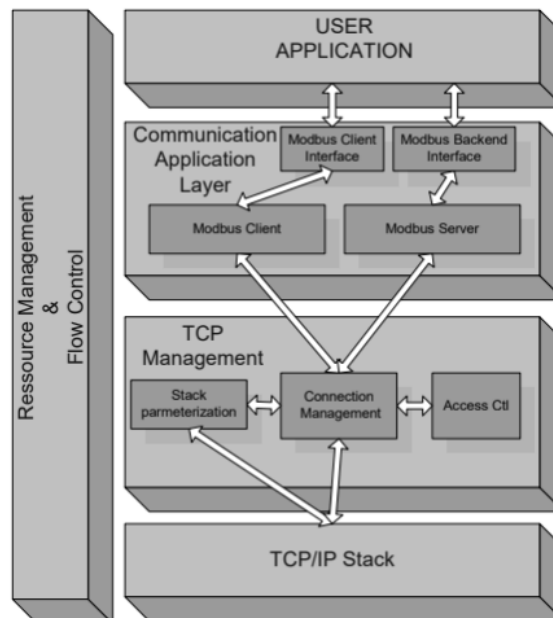 USER
APPLICATION
Communication
Application
Layer
Modbus Client
Interface
Modbus Backend
Interface
Modbus Client
Modbus Server
TCP
Management
Stack
parmeterization
Connection
Management
Access Ctl
TCP/IP Stack
Ressource Management
&
Flow Control